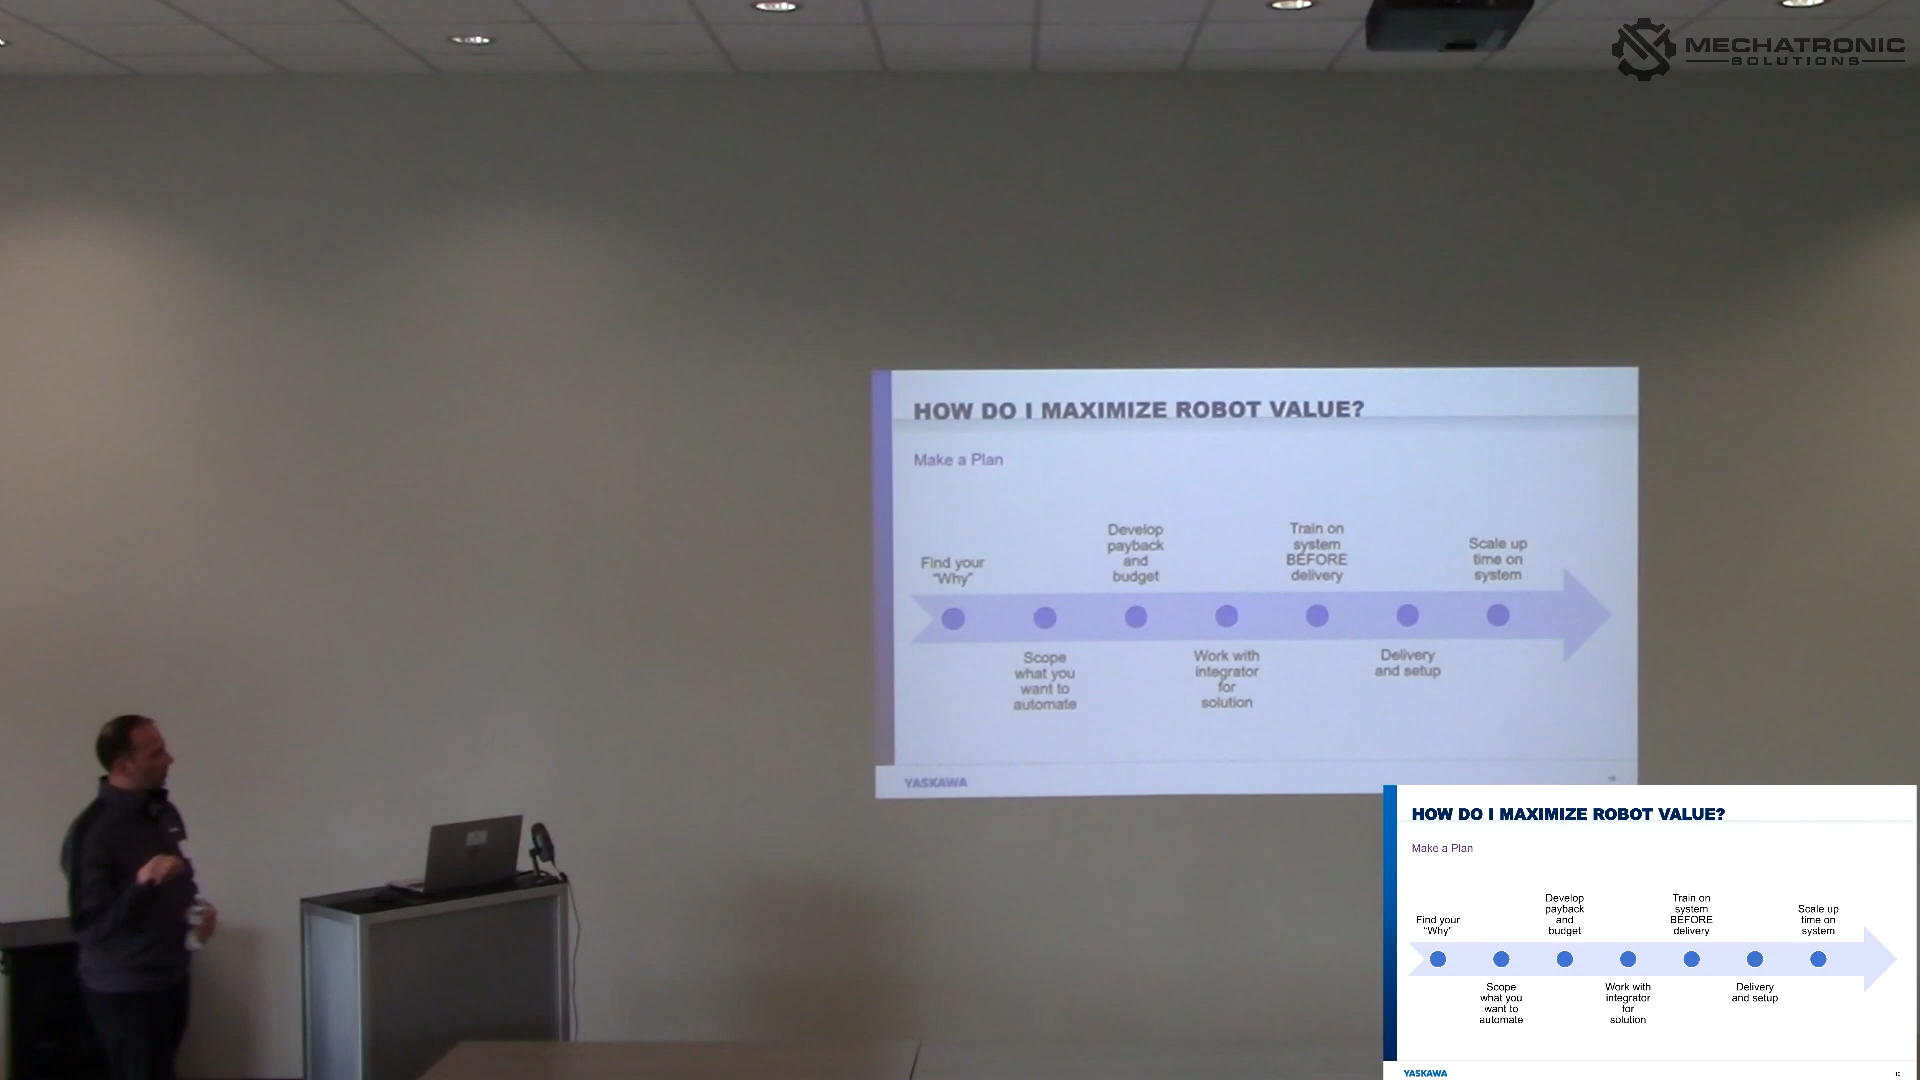 MECHATRONIC
SOLUTIONS
HOW DO I MAXIMIZE ROBOT VALUE?
Make a Plan
Find your
"Why"
Scope
what you
want to
automate
Develop
payback
and
budget
Work with
integrator
for
solution
Train on
system
BEFORE
delivery
Delivery
and setup
Scale up
time on
system
YASKAWA
HOW DO I MAXIMIZE ROBOT VALUE?
Make a Plan
Find your
"Why"
Scope
what you
want to
automate
Develop
payback
and
budget
Work with
integrator
for
solution
Train on
system
BEFORE
delivery
Delivery
and setup
Scale up
time on
system
YASKAWA